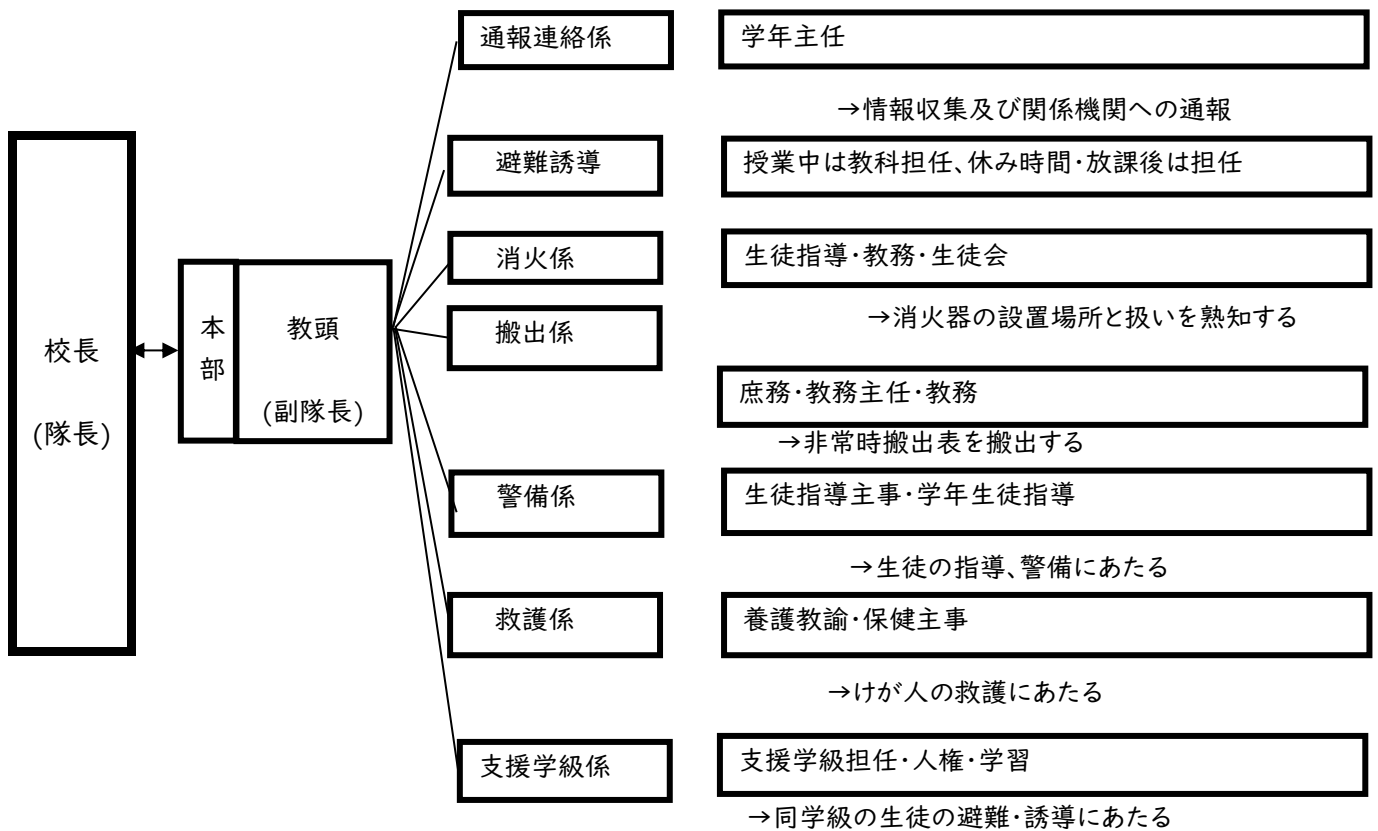 校長
(隊長)
本部
教頭
(副隊長)
通報連絡係
学年主任
→情報収集及び関係機関への通報
避難誘導
授業中は教科担任、休み時間・放課後は担任
消火係
生徒指導・教務・生徒会
→消火器の設置場所と扱いを熟知する
搬出係
庶務・教務主任・教務
→非常時搬出表を搬出する
警備係
生徒指導主事・学年生徒指導
→生徒の指導、警備にあたる
救護係
養護教諭・保健主事
→けが人の救護にあたる
支援学級係
支援学級担任・人権・学習
→同学級の生徒の避難・誘導にあたる